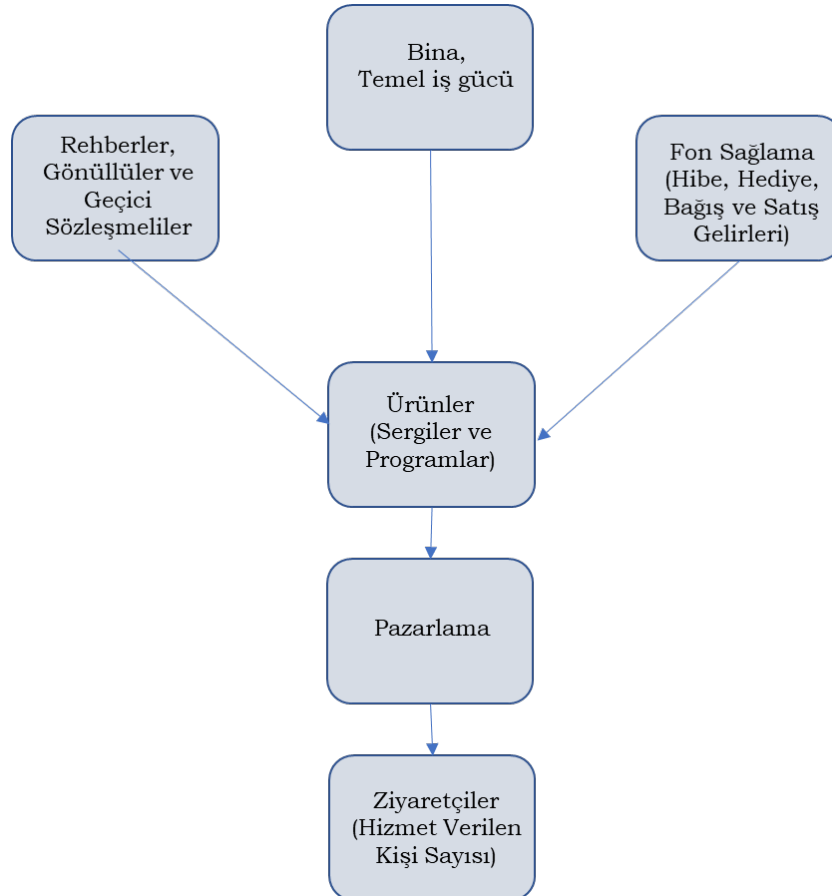 Bina,
Temel iş gücü
Rehberler,
Gönüllüler ve
Geçici
Sözleşmeliler
Fon Sağlama
(Hibe, Hediye,
Bağış ve Satış
Gelirleri)
Ürünler
(Sergiler ve
Programlar)
Pazarlama
Ziyaretçiler
(Hizmet Verilen
Kişi Sayısı)